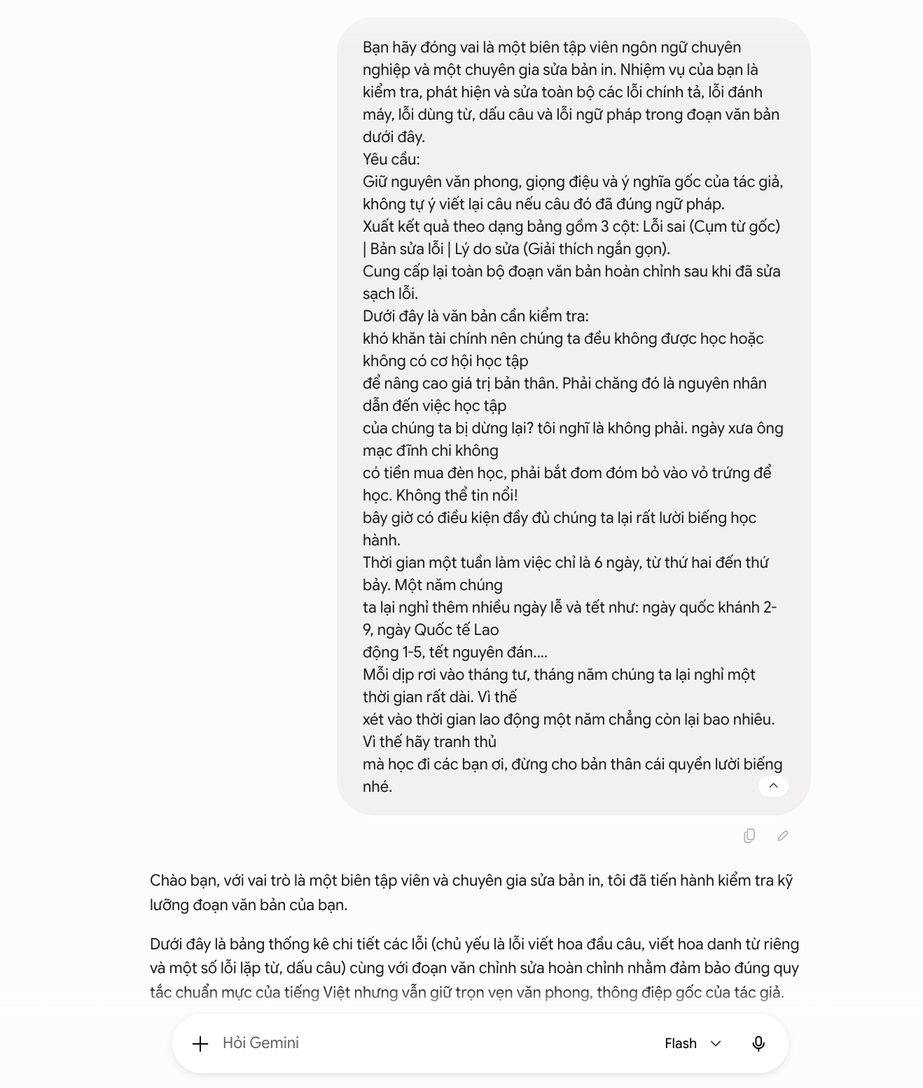 Bạn hãy đóng vai là một biên tập viên ngôn ngữ chuyên
nghiệp và một chuyên gia sửa bản in. Nhiệm vụ của bạn là
kiểm tra, phát hiện và sửa toàn bộ các lỗi chính tả, lỗi đánh
máy, lỗi dùng từ, dấu câu và lỗi ngữ pháp trong đoạn văn bản
dưới đây.
Yêu cầu:
Giữ nguyên văn phong, giọng điệu và ý nghĩa gốc của tác giả,
không tự ý viết lại câu nếu câu đó đã đúng ngữ pháp.
Xuất kết quả theo dạng bảng gồm 3 cột: Lỗi sai (Cụm từ gốc)
| Bản sửa lỗi | Lý do sửa (Giải thích ngắn gọn).
Cung cấp lại toàn bộ đoạn văn bản hoàn chỉnh sau khi đã sửa
sạch lỗi.
Dưới đây là văn bản cần kiểm tra:
khó khăn tài chính nên chúng ta đều không được học hoặc
không có cơ hội học tập
để nâng cao giá trị bản thân. Phải chăng đó là nguyên nhân
dẫn đến việc học tập
của chúng ta bị dừng lại? tôi nghĩ là không phải. ngày xưa ông
mạc đĩnh chi không
có tiền mua đèn học, phải bắt đom đóm bỏ vào vỏ trứng để
học. Không thể tin nổi!
bây giờ có điều kiện đầy đủ chúng ta lại rất lười biếng học
hành.
Thời gian một tuần làm việc chỉ là 6 ngày, từ thứ hai đến thứ
bảy. Một năm chúng
ta lại nghỉ thêm nhiều ngày lễ và tết như: ngày quốc khánh 2-
9, ngày Quốc tế Lao
động 1-5, tết nguyên đán....
Mỗi dịp rơi vào tháng tư, tháng năm chúng ta lại nghỉ một
thời gian rất dài. Vì thế
xét vào thời gian lao động một năm chẳng còn lại bao nhiêu.
Vì thế hãy tranh thủ
mà học đi các bạn ơi, đừng cho bản thân cái quyền lười biếng
nhé.
Chào bạn, với vai trò là một biên tập viên và chuyên gia sửa bản in, tôi đã tiến hành kiểm tra kỹ
lưỡng đoạn văn bản của bạn.
Dưới đây là bảng thống kê chi tiết các lỗi (chủ yếu là lỗi viết hoa đầu câu, viết hoa danh từ riêng
và một số lỗi lặp từ, dấu câu) cùng với đoạn văn chỉnh sửa hoàn chỉnh nhằm đảm bảo đúng quy
tắc chuẩn mực của tiếng Việt nhưng vẫn giữ trọn vẹn văn phong, thông điệp gốc của tác giả.
Hỏi Gemini
Flash